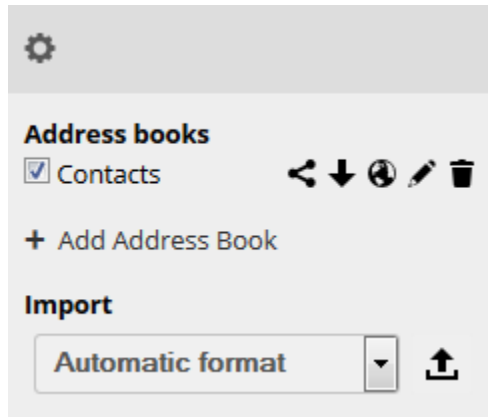 Address books
Contacts
+ Add Address Book
Import
Automatic format